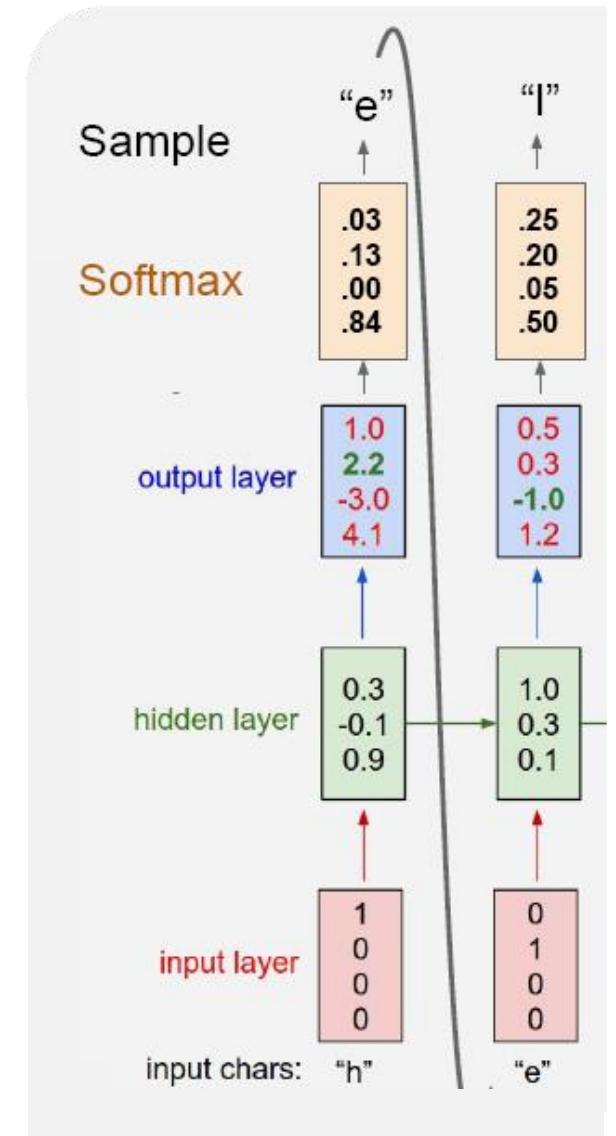 “e” “l”
Sample
.03 .25
.13 .20
Softmax
.00 .05
.84 .50
1.0 0.5
2.2 0.3
output layer
-3.0 -1.0
4.1 1.2
0.3 1.0
hidden layer -0.1 0.3
0.9 0.1
1 0
0 1
input layer
0 0
0 0
input chars: “h” “e”